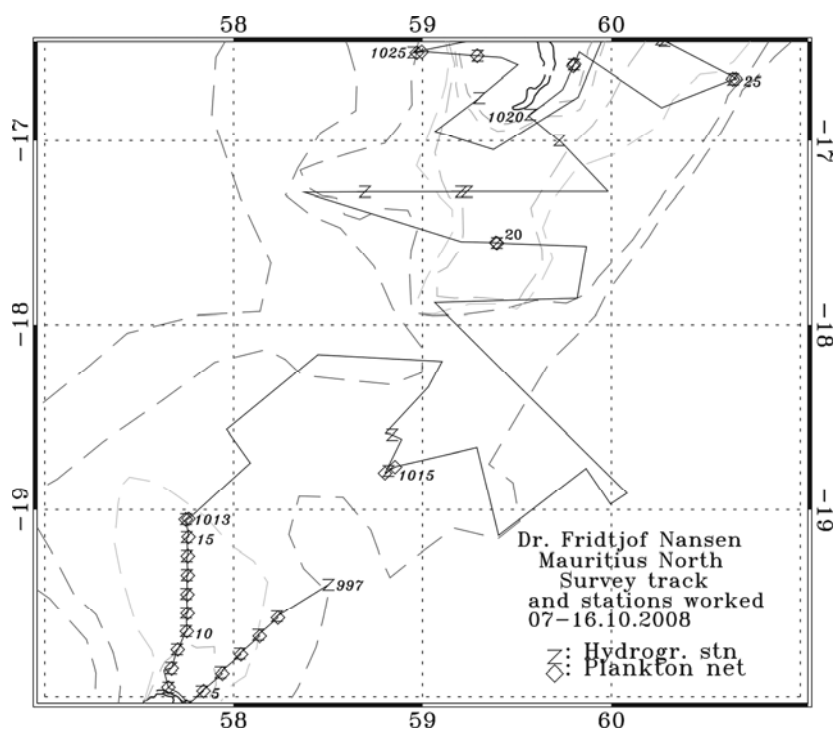 58 59 60
1025
25
1020
-17 -17
20
-18 -18
1015
-19 -19
1013
15
997
10
5
Dr. Fridtjof Nansen
Mauritius North
Survey track
and stations worked
07-16.10.2008
Z: Hydrogr. stn
◇: Plankton net
58 59 60